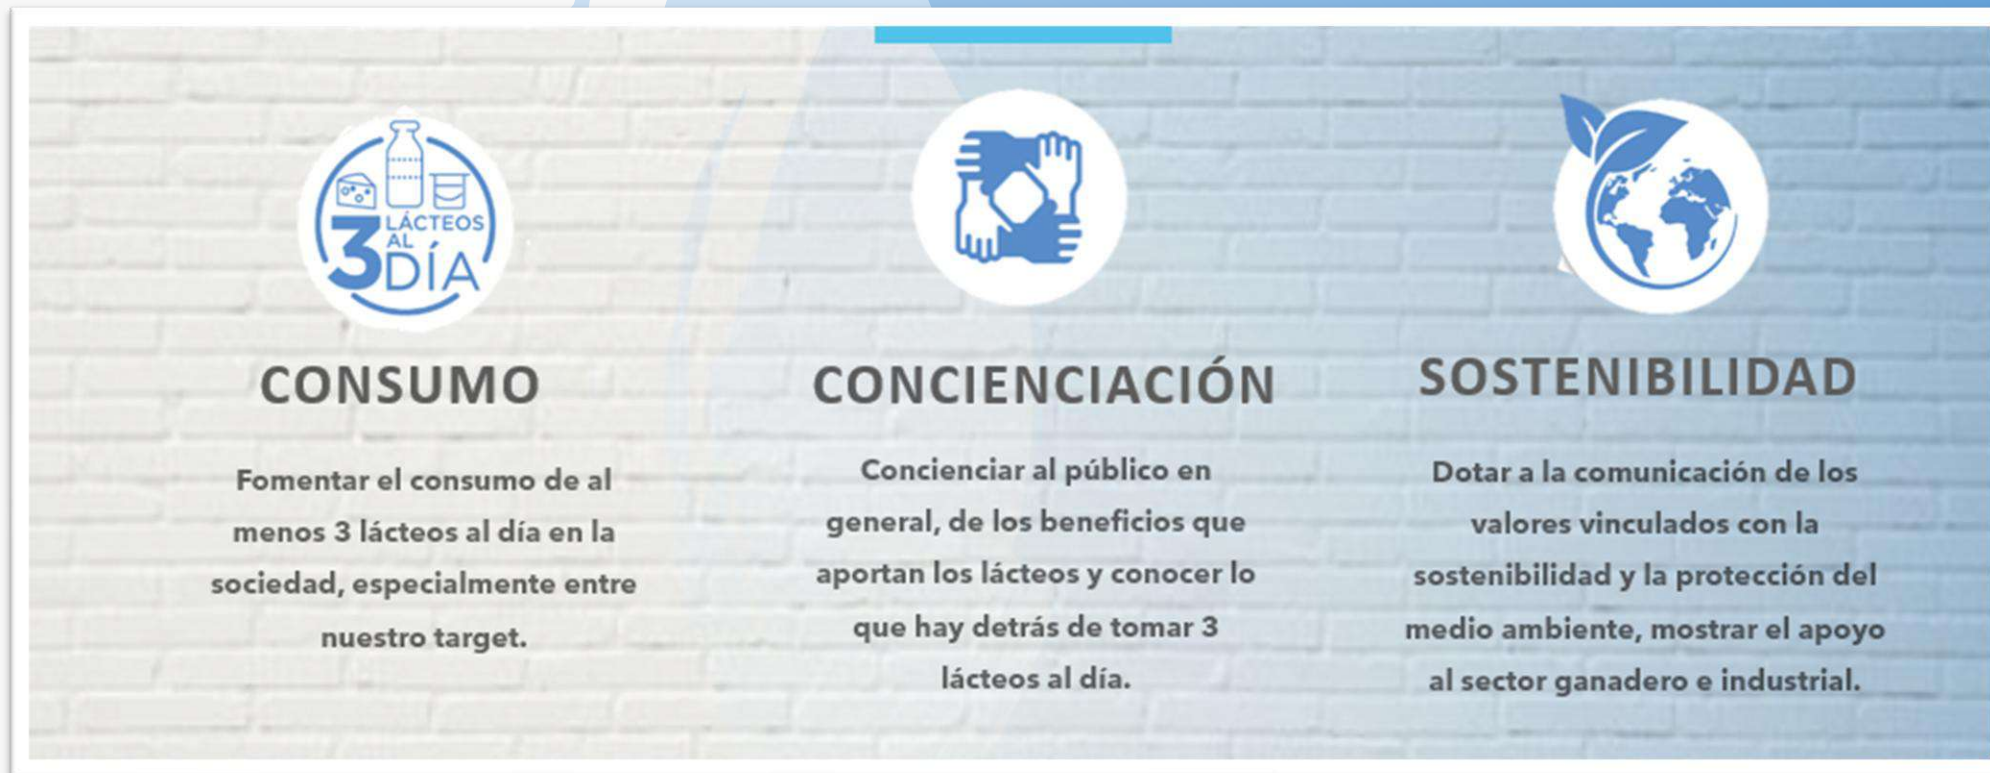 3 LÁCTEOS
AL
DÍA
CONSUMO
Fomentar el consumo de al
menos 3 lácteos al día en la
sociedad, especialmente entre
nuestro target.
CONCIENCIACIÓN
Concienciar al público en
general, de los beneficios que
aportan los lácteos y conocer lo
que hay detrás de tomar 3
lácteos al día.
SOSTENIBILIDAD
Dotar a la comunicación de los
valores vinculados con la
sostenibilidad y la protección del
medio ambiente, mostrar el apoyo
al sector ganadero e industrial.